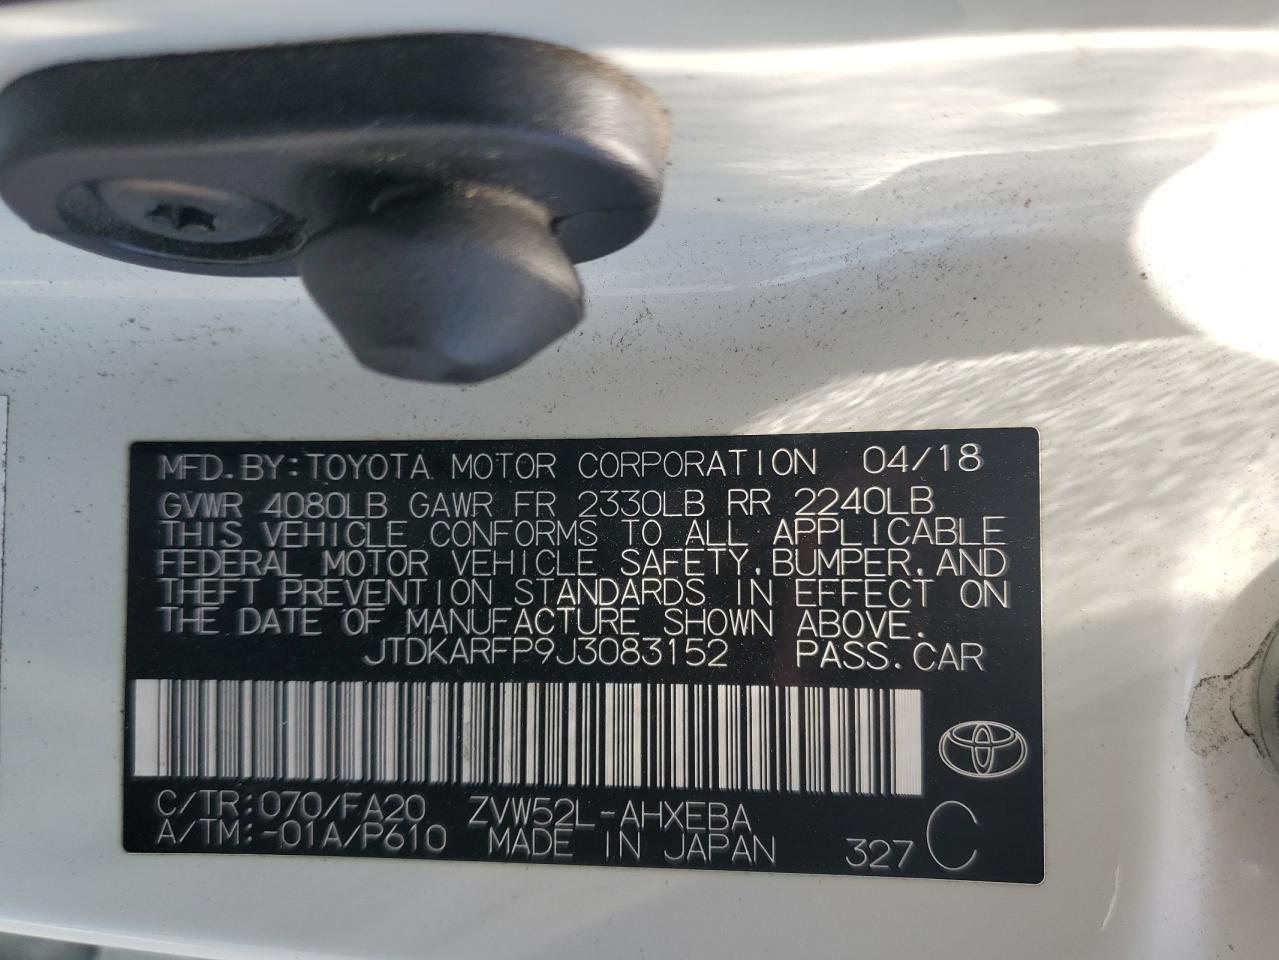 MFD.BY:TOYOTA MOTOR CORPORATION 04/18
GVWR 4080LB GAWR FR 2330LB RR 2240LB
THIS VEHICLE CONFORMS TO ALL APPLICABLE
FEDERAL MOTOR VEHICLE SAFETY,BUMPER,AND
THEFT PREVENTION STANDARDS IN EFFECT ON
THE DATE OF MANUFACTURE SHOWN ABOVE.
JTDKARFP9J3083152 PASS.CAR
C/TR:070/FA20 ZVW52L-AHXEBA
A/TM:-01A/P610 MADE IN JAPAN 327 C